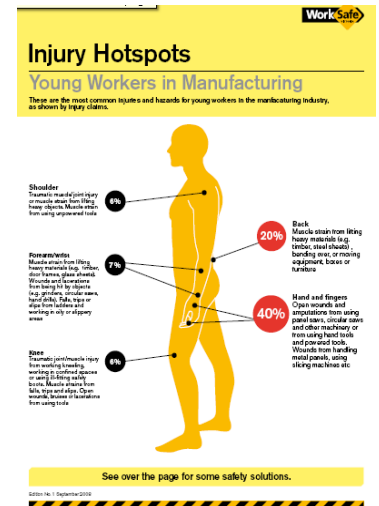 WorkSafe
Injury Hotspots
Young Workers in Manufacturing
These are the most common injuries and hazards for young workers in the manfacaturing industry,
as shown by injury claims.
Shoulder
Traumatic muscle/joint injury
or muscle strain from lifting
heavy objects. Muscle strain
from using unpowered tools
6%
Back
Muscle strain from lifting
heavy materials (e.g.
timber, steel sheets) ,
bending over, or moving
equipment, boxes or
furniture
20%
Forearm/wrist
Muscle strain from lifting
heavy materials (e.g. timber,
door frames, glass sheets).
Wounds and lacerations
from being hit by objects
(e.g. grinders, circular saws,
hand drills). Falls, trips or
slips from ladders and
working in oily or slippery
areas
7%
Hand and fingers
Open wounds and
amputations from using
panel saws, circular saws
and other machinery or
from using hand tools
and powered tools.
Wounds from handling
metal panels, using
slicing machines etc
40%
Knee
Traumatic joint/muscle injury
from working kneeling,
working in confined spaces
or using ill-fitting safety
boots. Muscle strains from
falls, trips and slips. Open
wounds, bruises or lacerations
from using tools
6%
See over the page for some safety solutions.
Edition No. 1 September 2009